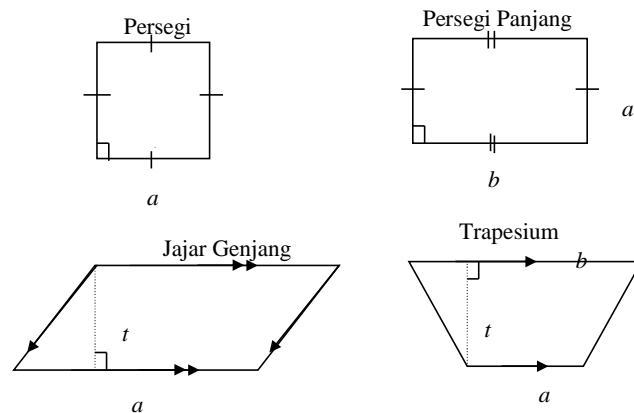 Persegi
a
Persegi Panjang
a
b
Jajar Genjang
t
a
Trapesium
b
t
a